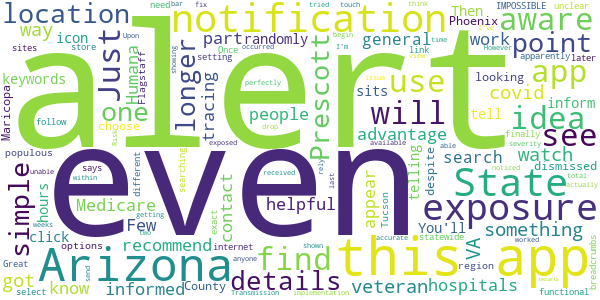 location notification aware
IMPOSSIBLE unclear
need bar fix tried touch think
Upon
Once occurred I'm time
However apparently
later
way icon part randomly general Then Phoenix
work point
sites store setting link
begin
showing view
keywords Humana Flagstaff
perfectly issue looking
Maricopa
alert
Just longer tracing Prescott
people use sits app
covid inform
tell finally severity
follow choose one
drop Risk exposed
will advantage idea
telling able noticed
rely available
populous says
different searching received
last
despite search watch dismissed
actually total
even
appear
simple hours Medicare
unable within
weeks
helpful see
State exposure
Few contact
Tucson
You'll something
statewide
accurate worked
click options
getting exact internet shown
two anyone
recommend find this app
VA region
breadcrumbs
Great got select know
Arizona
informed County details veteran hospitals
send Transmission implementation
reports functional